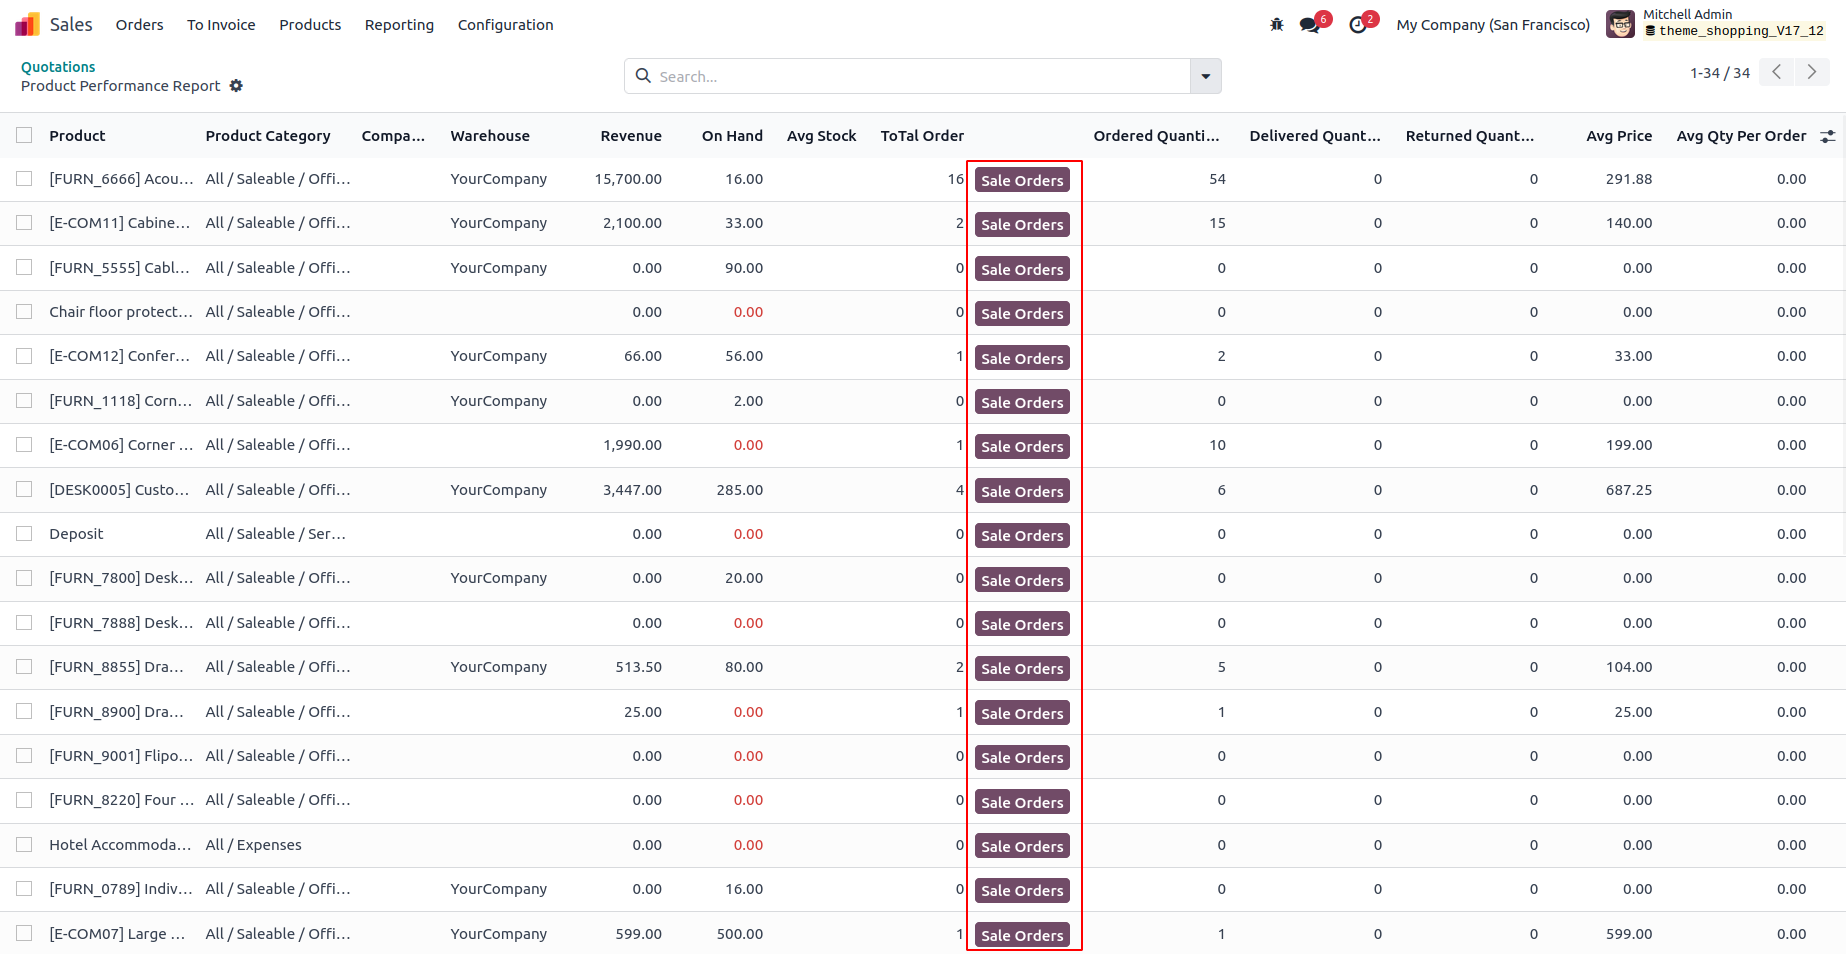 Sales Orders To Invoice Products Reporting Configuration 6 2 My Company (San Francisco) Mitchell Admin
theme_shopping_V17_12
Quotations
Product Performance Report
Search...
1-34 / 34
Product Product Category Compa... Warehouse Revenue On Hand Avg Stock ToTal Order Ordered Quanti... Delivered Quant... Returned Quant... Avg Price Avg Qty Per Order
[FURN_6666] Acou... All / Saleable / Offi... YourCompany 15,700.00 16.00 16 Sale Orders 54 0 0 291.88 0.00
[E-COM11] Cabine... All / Saleable / Offi... YourCompany 2,100.00 33.00 2 Sale Orders 15 0 0 140.00 0.00
[FURN_5555] Cabl... All / Saleable / Offi... YourCompany 0.00 90.00 0 Sale Orders 0 0 0 0.00 0.00
Chair floor protect... All / Saleable / Offi... 0.00 0.00 0 Sale Orders 0 0 0 0.00 0.00
[E-COM12] Confer... All / Saleable / Offi... YourCompany 66.00 56.00 1 Sale Orders 2 0 0 33.00 0.00
[FURN_1118] Corn... All / Saleable / Offi... YourCompany 0.00 2.00 0 Sale Orders 0 0 0 0.00 0.00
[E-COM06] Corner ... All / Saleable / Offi... 1,990.00 0.00 1 Sale Orders 10 0 0 199.00 0.00
[DESK0005] Custo... All / Saleable / Offi... YourCompany 3,447.00 285.00 4 Sale Orders 6 0 0 687.25 0.00
Deposit All / Saleable / Ser... 0.00 0.00 0 Sale Orders 0 0 0 0.00 0.00
[FURN_7800] Desk... All / Saleable / Offi... YourCompany 0.00 20.00 0 Sale Orders 0 0 0 0.00 0.00
[FURN_7888] Desk... All / Saleable / Offi... 0.00 0.00 0 Sale Orders 0 0 0 0.00 0.00
[FURN_8855] Dra... All / Saleable / Offi... YourCompany 513.50 80.00 2 Sale Orders 5 0 0 104.00 0.00
[FURN_8900] Dra... All / Saleable / Offi... 25.00 0.00 1 Sale Orders 1 0 0 25.00 0.00
[FURN_9001] Flipo... All / Saleable / Offi... 0.00 0.00 0 Sale Orders 0 0 0 0.00 0.00
[FURN_8220] Four ... All / Saleable / Offi... 0.00 0.00 0 Sale Orders 0 0 0 0.00 0.00
Hotel Accommoda... All / Expenses 0.00 0.00 0 Sale Orders 0 0 0 0.00 0.00
[FURN_0789] Indiv... All / Saleable / Offi... YourCompany 0.00 16.00 0 Sale Orders 0 0 0 0.00 0.00
[E-COM07] Large ... All / Saleable / Offi... YourCompany 599.00 500.00 1 Sale Orders 1 0 0 599.00 0.00